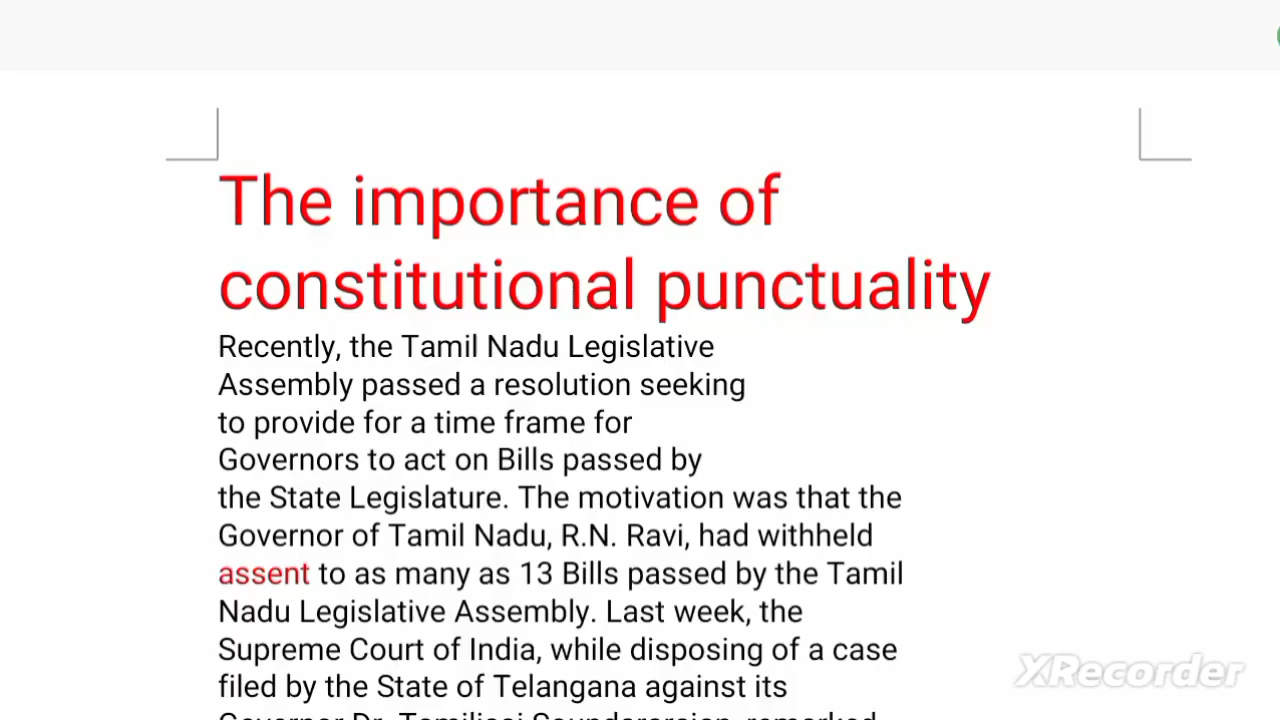 The importance of
constitutional punctuality
Recently, the Tamil Nadu Legislative
Assembly passed a resolution seeking
to provide for a time frame for
Governors to act on Bills passed by
the State Legislature. The motivation was that the
Governor of Tamil Nadu, R.N. Ravi, had withheld
assent to as many as 13 Bills passed by the Tamil
Nadu Legislative Assembly. Last week, the
Supreme Court of India, while disposing of a case
filed by the State of Telangana against its
XRecorder